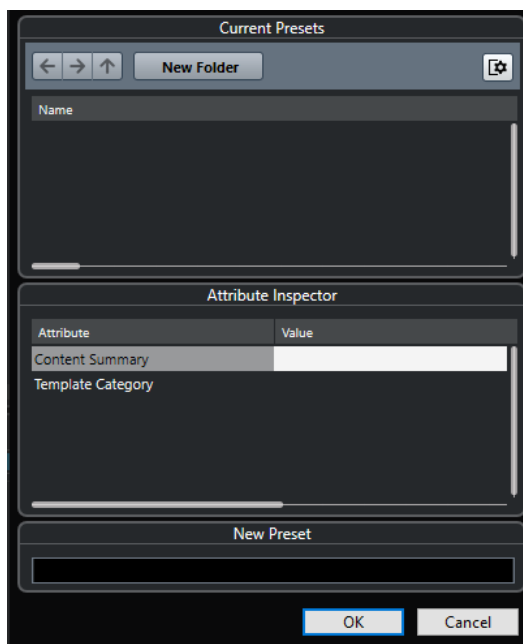 Current Presets
New Folder
Name
Attribute Inspector
Attribute Value
Content Summary
Template Category
New Preset
OK Cancel